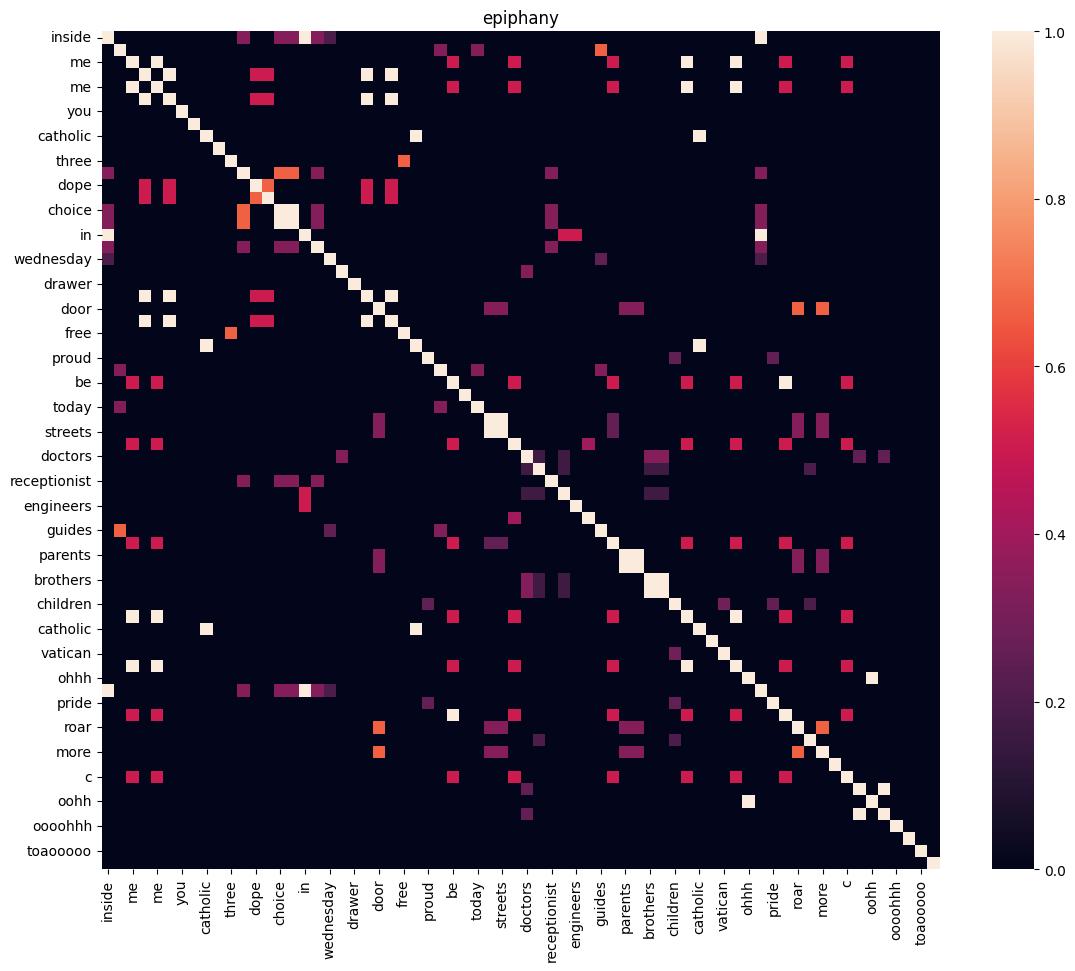 epiphany
inside
me
me
you
catholic
three
dope
choice
in
wednesday
drawer
door
free
proud
be
today
streets
doctors
receptionist
engineers
guides
parents
brothers
children
catholic
vatican
ohhh
pride
roar
more
c
oohh
oooohhh
toaooooo
1.0
0.8
0.6
0.4
0.2
0.0
inside
me
me
you
catholic
three
dope
choice
in
wednesday
drawer
door
free
proud
be
today
streets
doctors
receptionist
engineers
guides
parents
brothers
children
catholic
vatican
ohhh
pride
roar
more
c
oohh
oooohhh
toaooooo